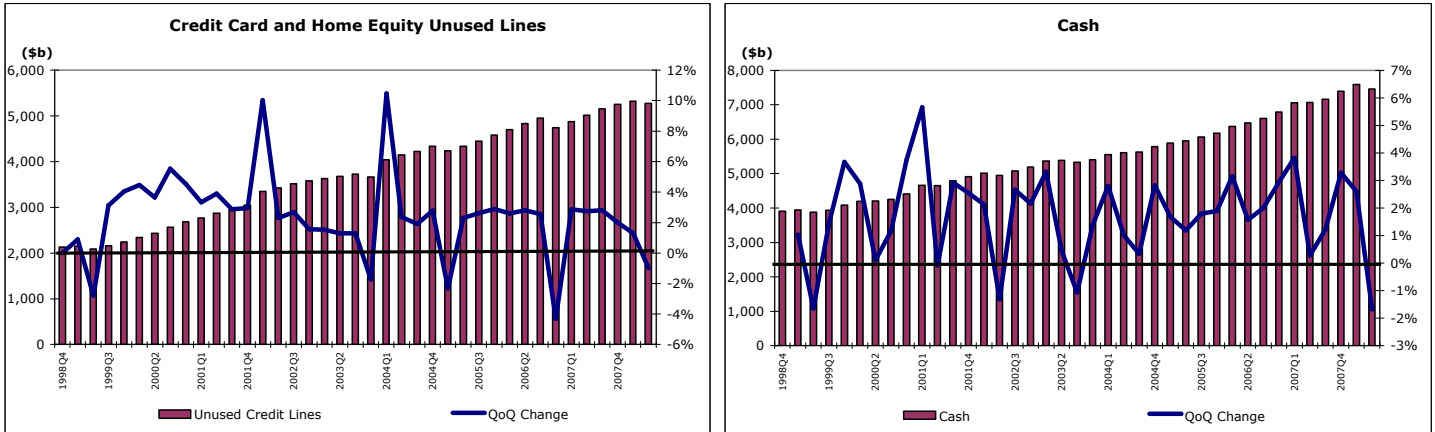 Credit Card and Home Equity Unused Lines
($b)
6,000
5,000
4,000
3,000
2,000
1,000
0
12%
10%
8%
6%
4%
2%
0%
-2%
-4%
-6%
1998Q4
1999Q3
2000Q2
2001Q1
2001Q4
2002Q3
2003Q2
2004Q1
2004Q4
2005Q3
2006Q2
2007Q1
2007Q4
Unused Credit Lines
QoQ Change
Cash
($b)
8,000
7,000
6,000
5,000
4,000
3,000
2,000
1,000
0
7%
6%
5%
4%
3%
2%
1%
0%
-1%
-2%
-3%
1998Q4
1999Q3
2000Q2
2001Q1
2001Q4
2002Q3
2003Q2
2004Q1
2004Q4
2005Q3
2006Q2
2007Q1
2007Q4
Cash
QoQ Change